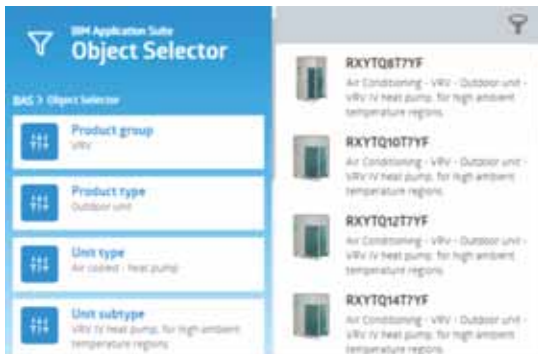 BIM Application Suite
Object Selector
BAS > Object Selector
Product group
VRV
Product type
Outdoor unit
Unit type
Air cooled - heat pump
Unit subtype
VRV IV heat pump, for high ambient
temperature regions
RXYTQ8T7YF
Air Conditioning - VRV - Outdoor unit -
VRV IV heat pump, for high ambient
temperature regions
RXYTQ10T7YF
Air Conditioning - VRV - Outdoor unit -
VRV IV heat pump, for high ambient
temperature regions
RXYTQ12T7YF
Air Conditioning - VRV - Outdoor unit -
VRV IV heat pump, for high ambient
temperature regions
RXYTQ14T7YF
Air Conditioning - VRV - Outdoor unit -
VRV IV heat pump, for high ambient
temperature regions